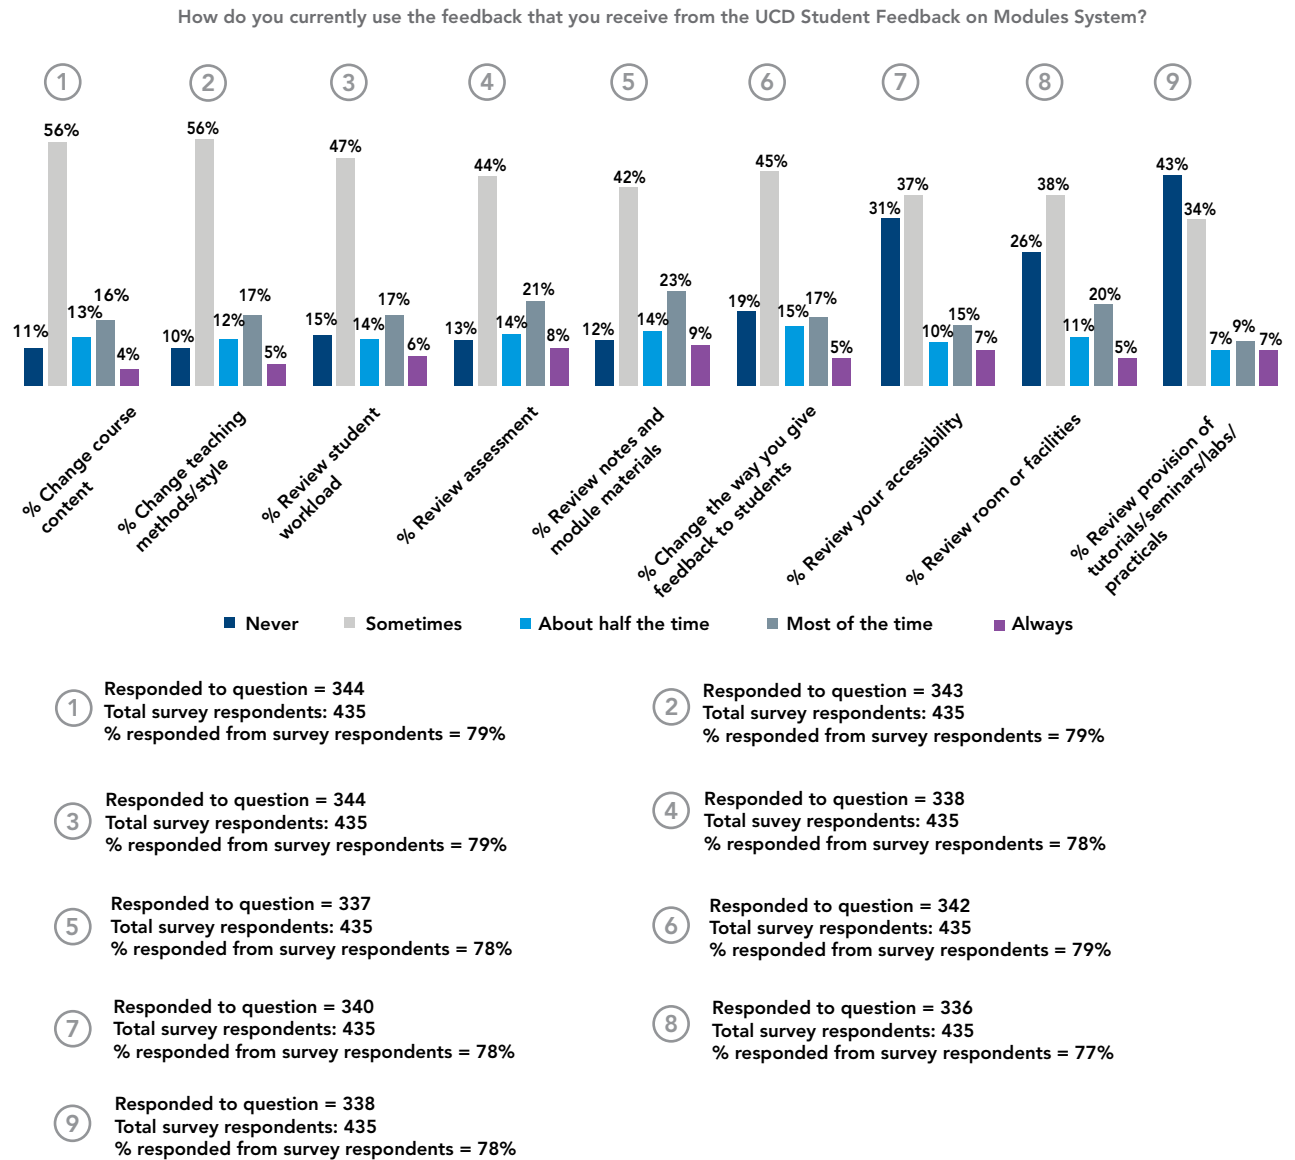 How do you currently use the feedback that you receive from the UCD Student Feedback on Modules System?
1 2 3 4 5 6 7 8 9
11% 56% 13% 16% 4%
10% 56% 12% 17% 5%
15% 47% 14% 17% 6%
13% 44% 14% 21% 8%
12% 42% 14% 23% 9%
19% 45% 15% 17% 5%
31% 37% 10% 15% 7%
26% 38% 11% 20% 5%
43% 34% 7% 9% 7%
% Change course
content
% Change teaching
methods/style
% Review student
workload
% Review assessment
% Review notes and
module materials
% Change the way you give
feedback to students
% Review your accessibility
% Review room or facilities
% Review provision of
tutorials/seminars/labs/
practicals
Never Sometimes About half the time Most of the time Always
1
Responded to question = 344
Total survey respondents: 435
% responded from survey respondents = 79%
2
Responded to question = 343
Total survey respondents: 435
% responded from survey respondents = 79%
3
Responded to question = 344
Total survey respondents: 435
% responded from survey respondents = 79%
4
Responded to question = 338
Total suvey respondents: 435
% responded from survey respondents = 78%
5
Responded to question = 337
Total survey respondents: 435
% responded from survey respondents = 78%
6
Responded to question = 342
Total survey respondents: 435
% responded from survey respondents = 79%
7
Responded to question = 340
Total survey respondents: 435
% responded from survey respondents = 78%
8
Responded to question = 336
Total survey respondents: 435
% responded from survey respondents = 77%
9
Responded to question = 338
Total survey respondents: 435
% responded from survey respondents = 78%